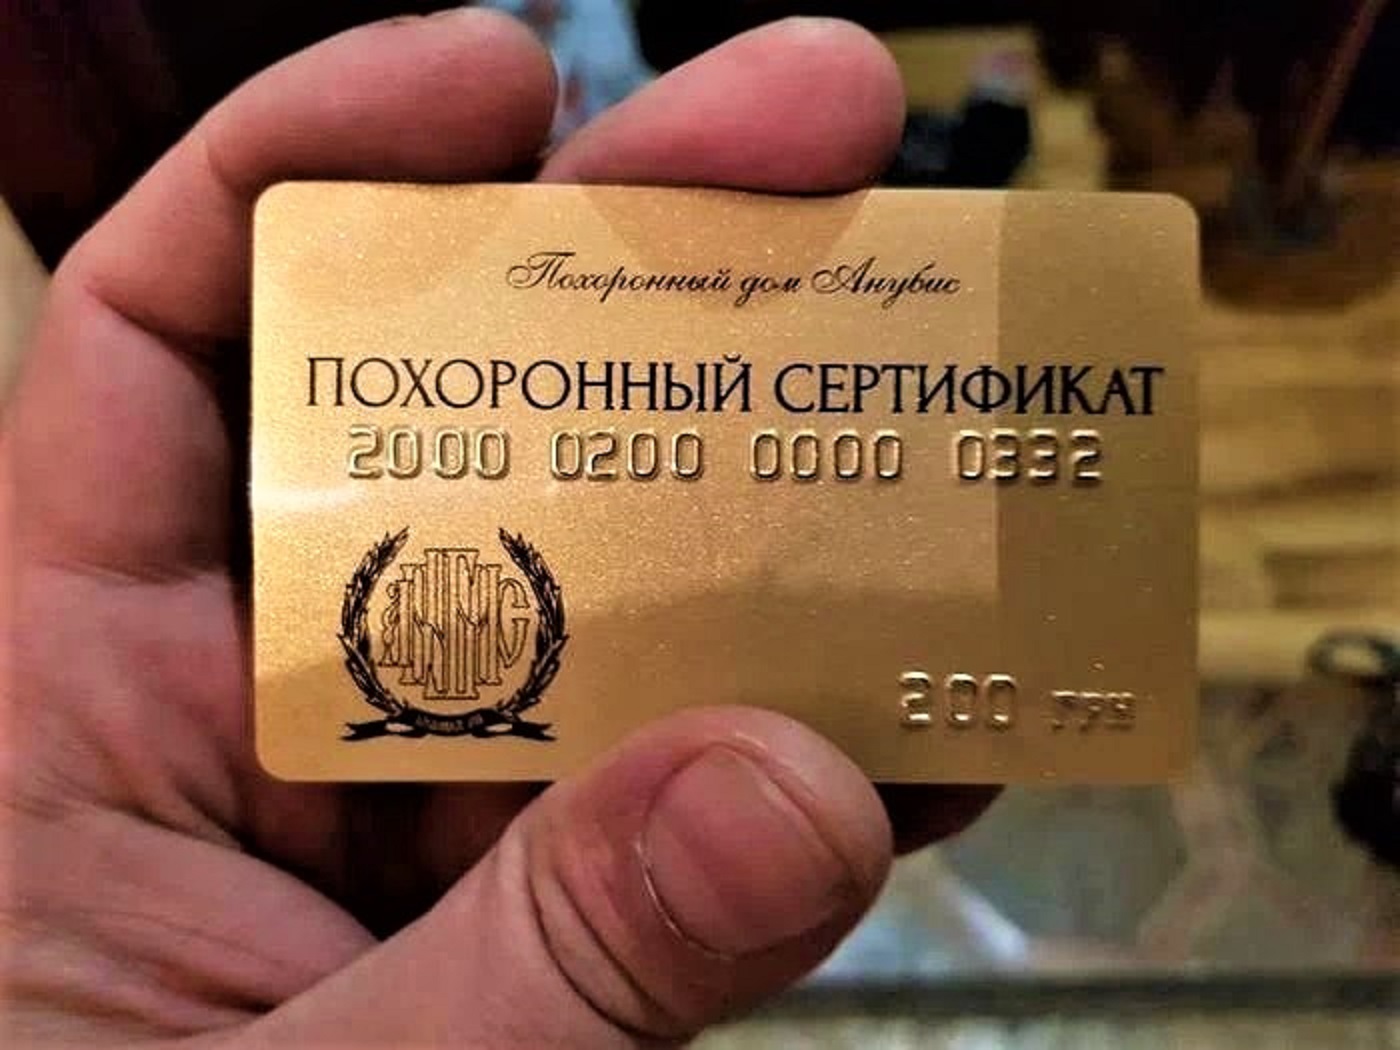 Похоронный дом Анубис
ПОХОРОННЫЙ СЕРТИФИКАТ
2000 0200 0000 0332
200 ГРН